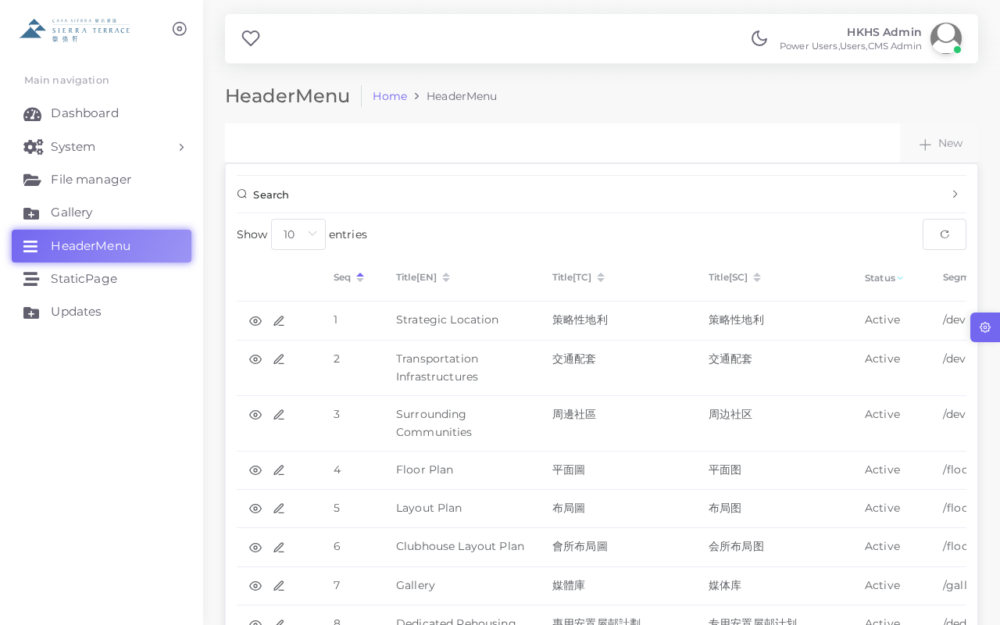 CASA SIERRA 樂衍都匯
SIERRA TERRACE
樂嶺軒
Main navigation
Dashboard
System
File manager
Gallery
HeaderMenu
StaticPage
Updates
HKHS Admin
Power Users,Users,CMS Admin
HeaderMenu
Home > HeaderMenu
New
Search
Show 10 entries
Seq Title[EN] Title[TC] Title[SC] Status Segm
1 Strategic Location 策略性地利 策略性地利 Active /dev
2 Transportation Infrastructures 交通配套 交通配套 Active /dev
3 Surrounding Communities 周邊社區 周边社区 Active /dev
4 Floor Plan 平面圖 平面图 Active /floo
5 Layout Plan 布局圖 布局图 Active /floo
6 Clubhouse Layout Plan 會所布局圖 会所布局图 Active /floo
7 Gallery 媒體庫 媒体库 Active /gall
8 Dedicated Rehousing 專用安置屋邨計劃 专用安置屋邨计划 Active /ded